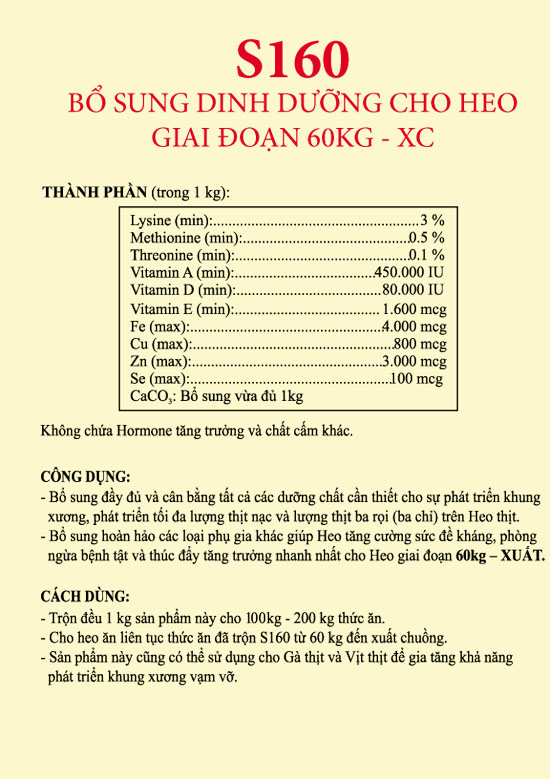 S160
BỔ SUNG DINH DƯỠNG CHO HEO
GIAI ĐOẠN 60KG - XC
THÀNH PHẦN (trong 1 kg):
Lysine (min):..................................................3 %
Methionine (min):........................................0.5 %
Threonine (min):..........................................0.1 %
Vitamin A (min):..................................450.000 IU
Vitamin D (min):...................................80.000 IU
Vitamin E (min):................................... 1.600 mcg
Fe (max):...............................................4.000 mcg
Cu (max):............................................800 mcg
Zn (max):..............................................3.000 mcg
Se (max):................................................100 mcg
CaCO₃: Bổ sung vừa đủ 1kg
Không chứa Hormone tăng trưởng và chất cấm khác.
CÔNG DỤNG:
- Bổ sung đầy đủ và cân bằng tất cả các dưỡng chất cần thiết cho sự phát triển khung
xương, phát triển tối đa lượng thịt nạc và lượng thịt ba rọi (ba chỉ) trên Heo thịt.
- Bổ sung hoàn hảo các loại phụ gia khác giúp Heo tăng cường sức đề kháng, phòng
ngừa bệnh tật và thúc đẩy tăng trưởng nhanh nhất cho Heo giai đoạn 60kg – XUẤT.
CÁCH DÙNG:
- Trộn đều 1 kg sản phẩm này cho 100kg - 200 kg thức ăn.
- Cho heo ăn liên tục thức ăn đã trộn S160 từ 60 kg đến xuất chuồng.
- Sản phẩm này cũng có thể sử dụng cho Gà thịt và Vịt thịt để gia tăng khả năng
phát triển khung xương vạm vỡ.